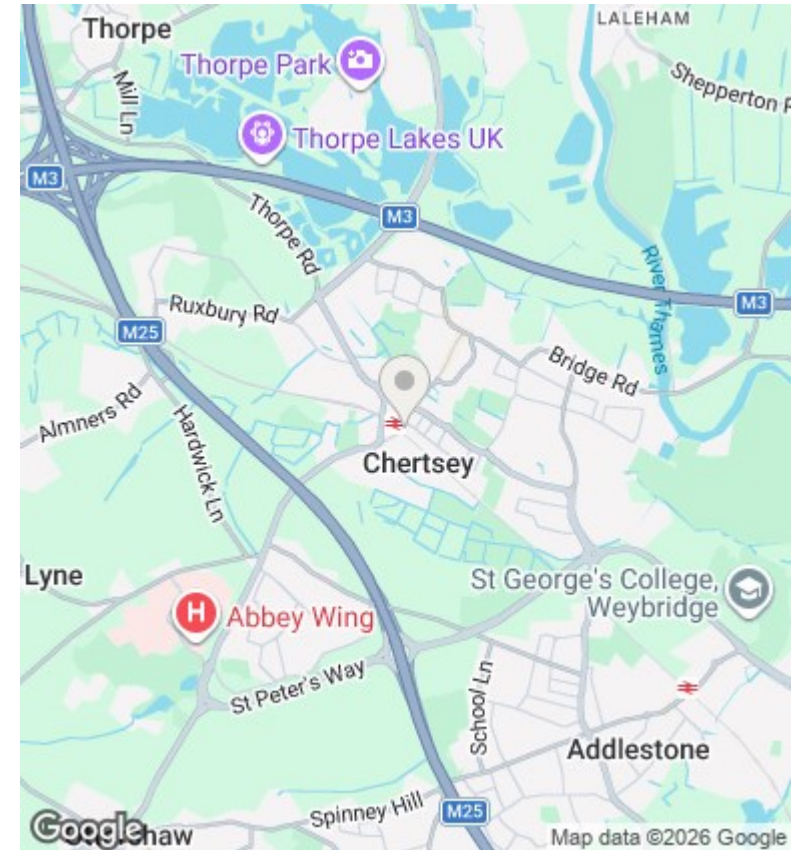 Thorpe
LALEHAM
Thorpe Park
Shepperton R
Mill Ln
Thorpe Lakes UK
M3
M3
Thorpe Rd
River Thames
Ruxbury Rd
M3
M25
Bridge Rd
Almners Rd
Hardwick Ln
Chertsey
Lyne
St George's College,
Weybridge
Abbey Wing
St Peter's Way
School Ln
Addlestone
Spinney Hill
M25
Google
shaw
Map data ©2026 Google